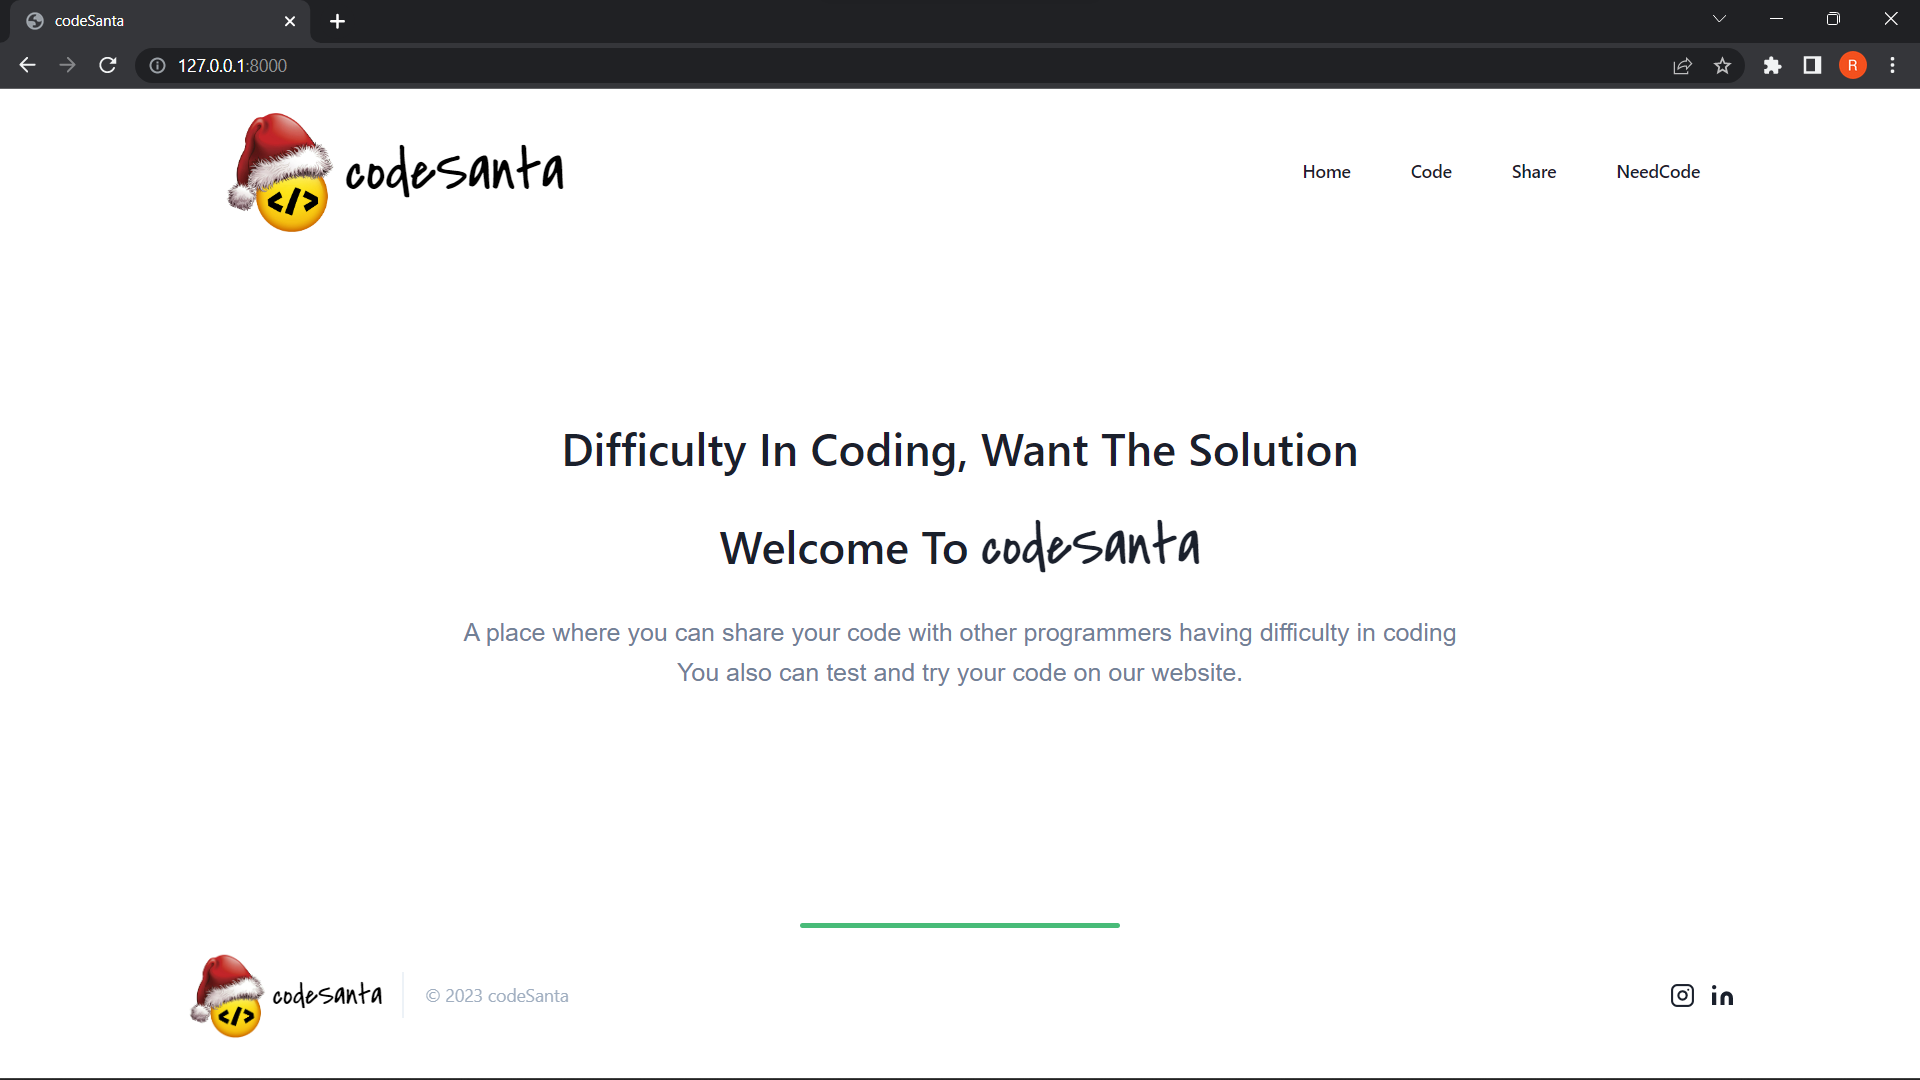 codeSanta
127.0.0.1:8000
R
</> codeSanta
Home Code Share NeedCode
Difficulty In Coding, Want The Solution
Welcome To codeSanta
A place where you can share your code with other programmers having difficulty in coding
You also can test and try your code on our website.
</> codeSanta © 2023 codeSanta
in